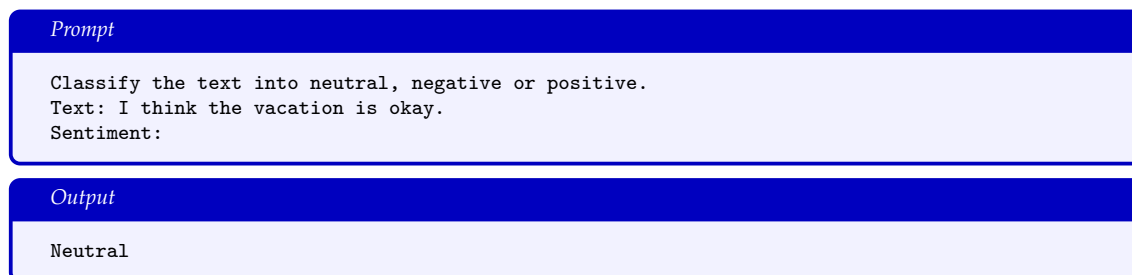 Prompt
Classify the text into neutral, negative or positive.
Text: I think the vacation is okay.
Sentiment:
Output
Neutral